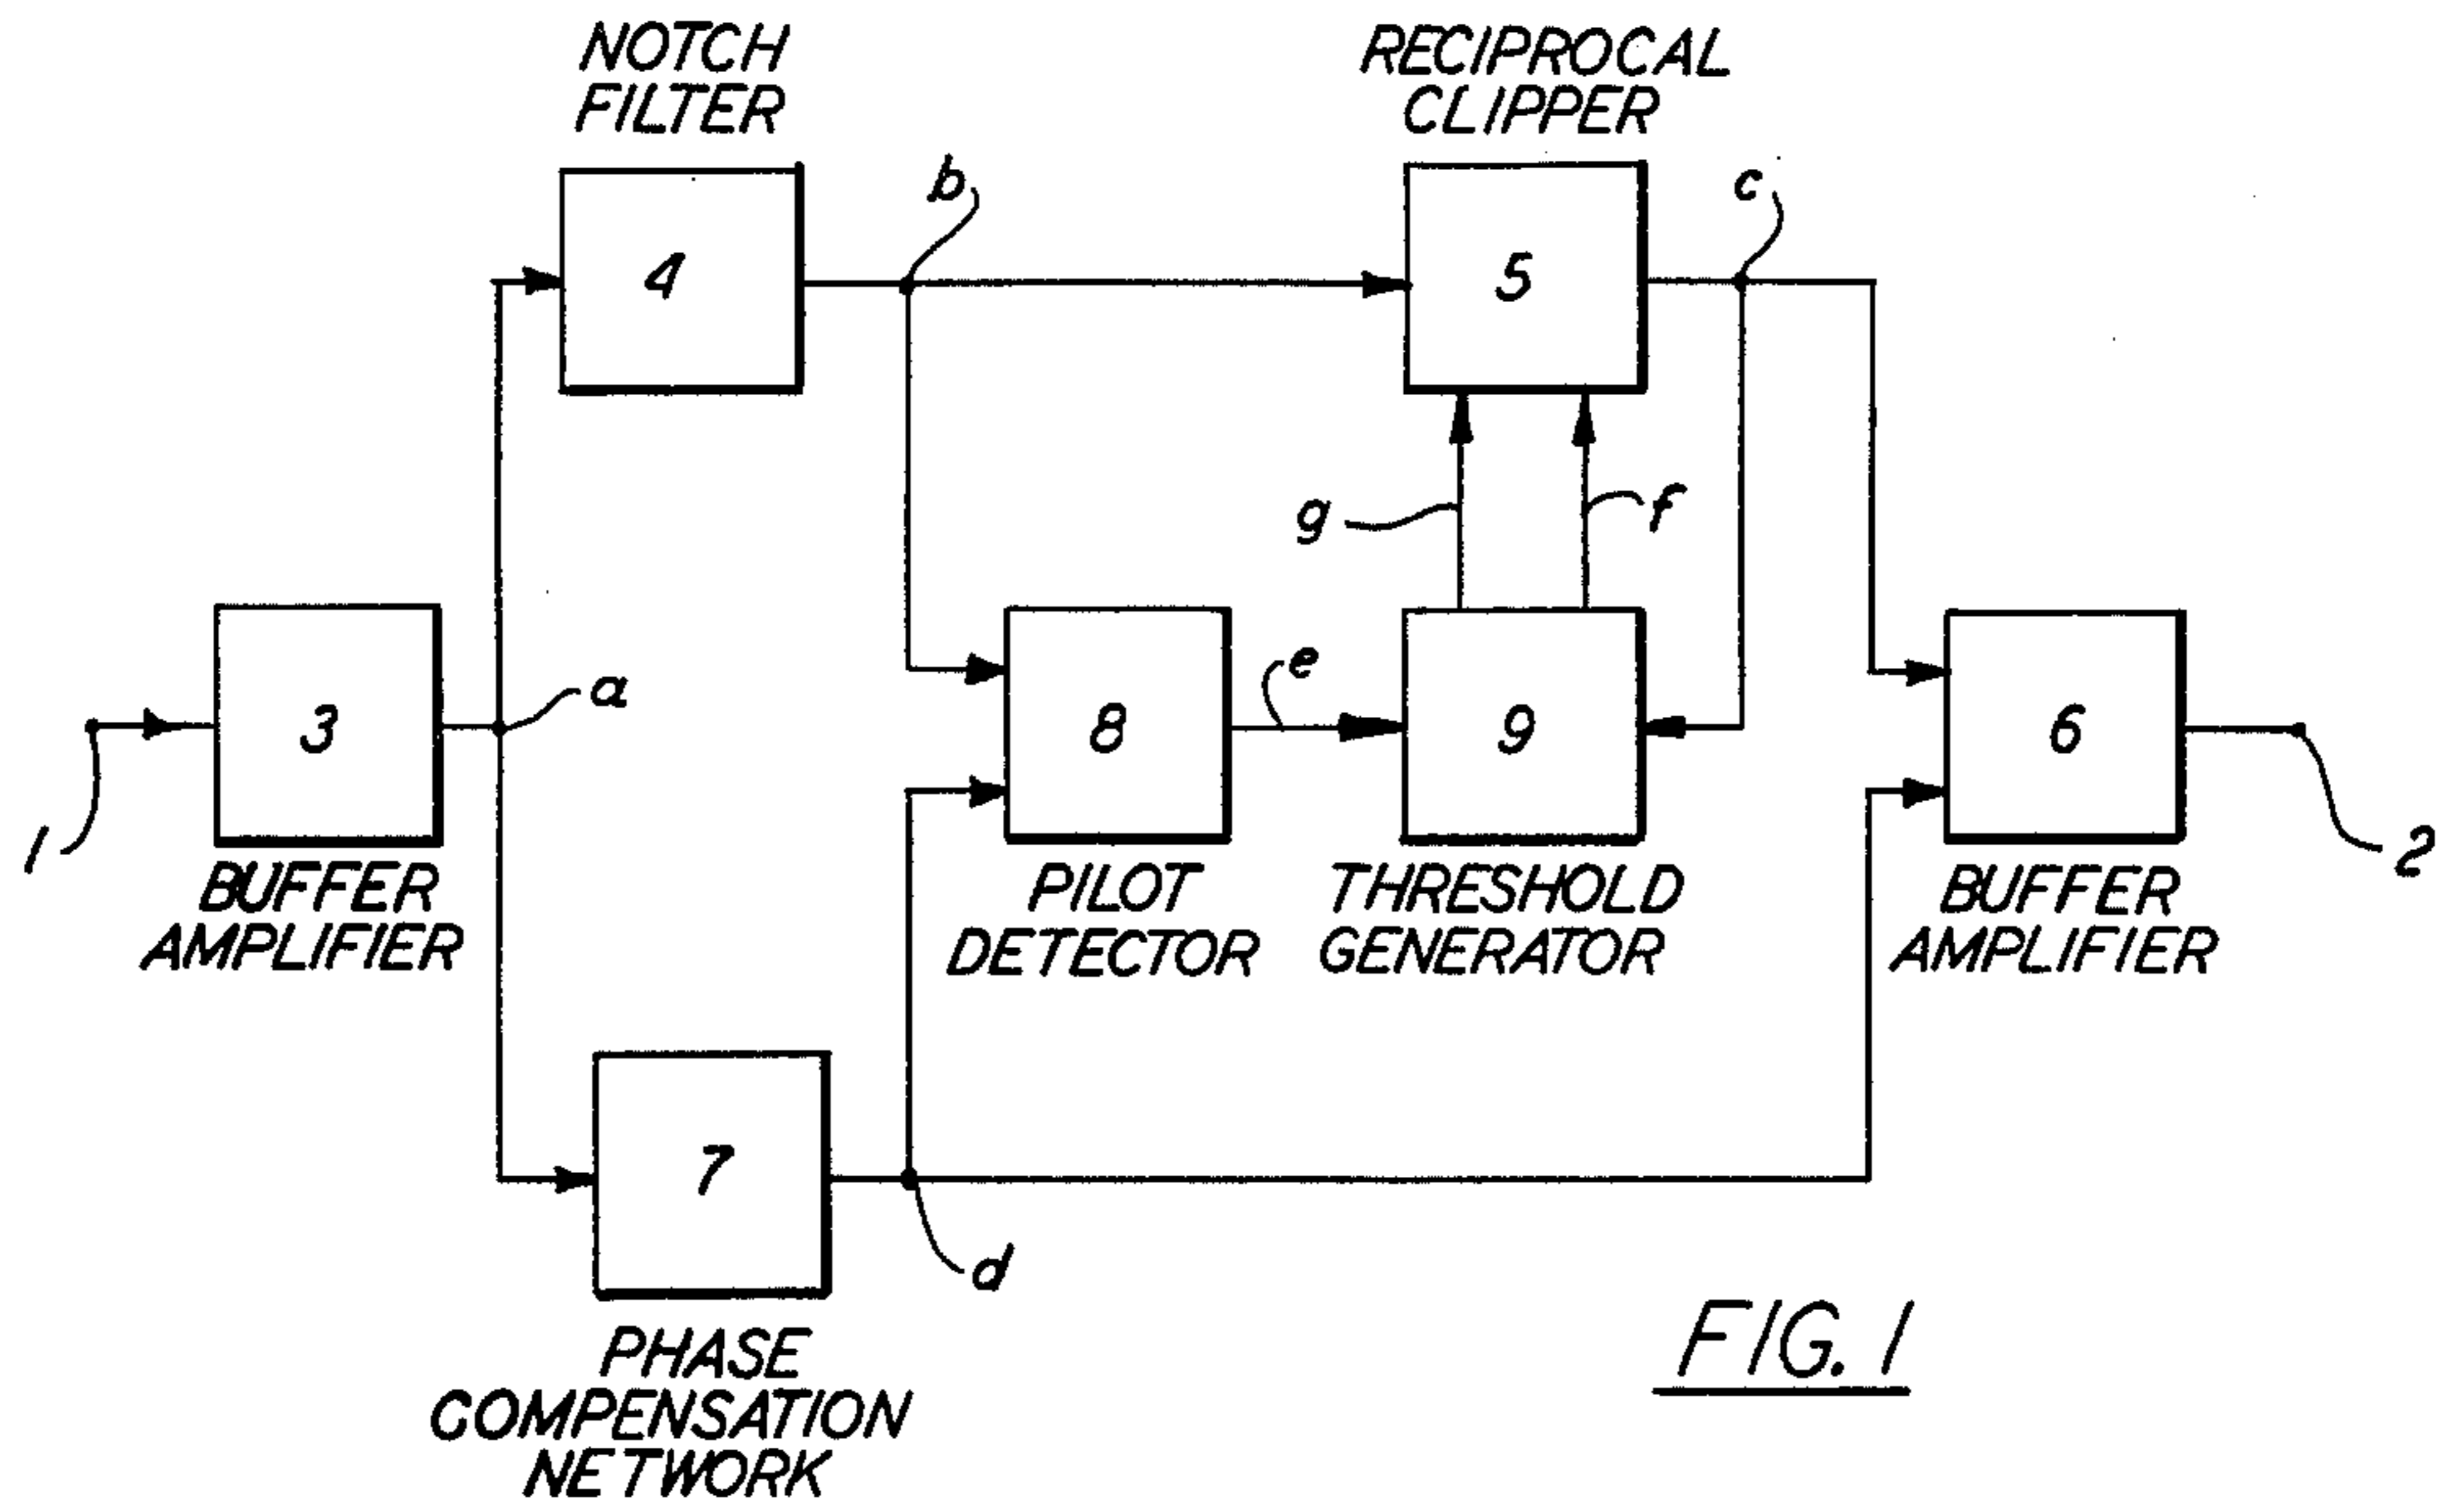 NOTCH
FILTER
RECIPROCAL
CLIPPER
b
c
4
5
g
f
a
e
3
8
9
6
1
2
BUFFER
AMPLIFIER
PILOT
DETECTOR
THRESHOLD
GENERATOR
BUFFER
AMPLIFIER
7
d
PHASE
COMPENSATION
NETWORK
FIG. 1